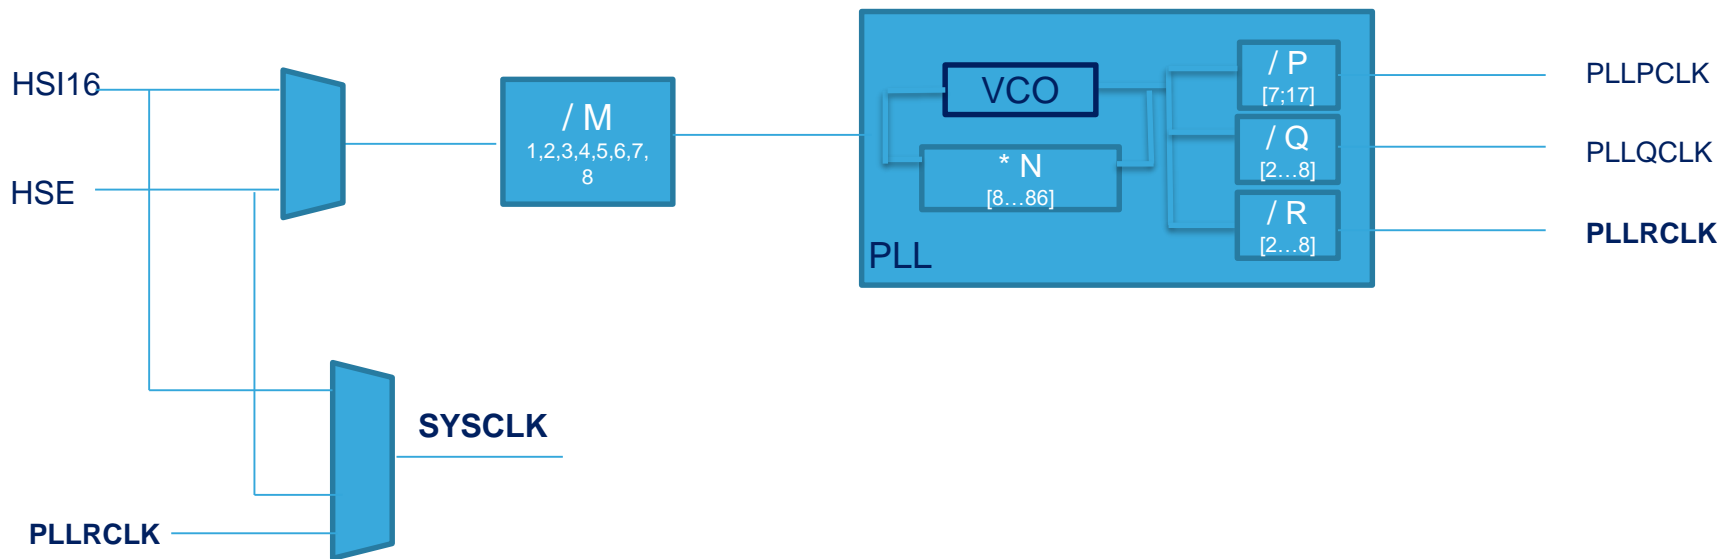 HSI16
HSE
/ M
1,2,3,4,5,6,7,
8
VCO
* N
[8…86]
PLL
/ P
[7;17]
/ Q
[2…8]
/ R
[2…8]
PLLPCLK
PLLQCLK
PLLRCLK
SYSCLK
PLLRCLK